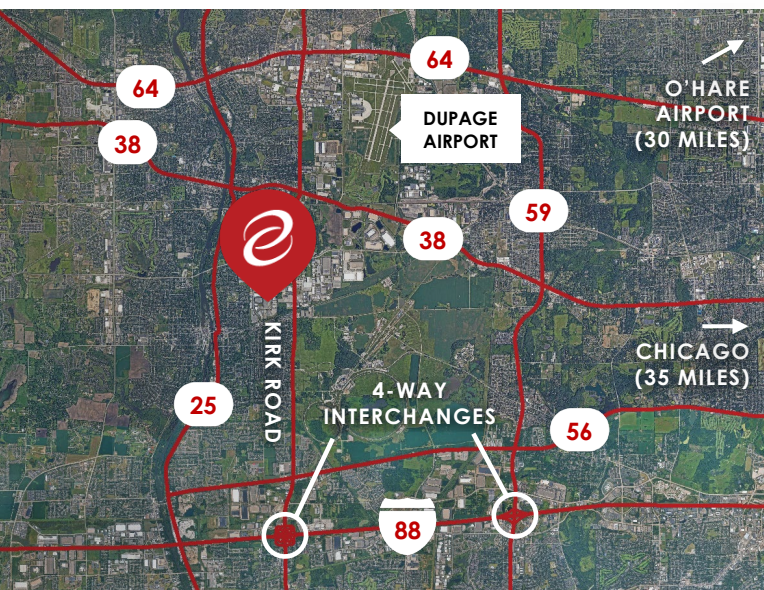 64
64
O'HARE
AIRPORT
(30 MILES)
DUPAGE
AIRPORT
38
59
38
KIRK ROAD
CHICAGO
(35 MILES)
4-WAY
INTERCHANGES
25
56
88